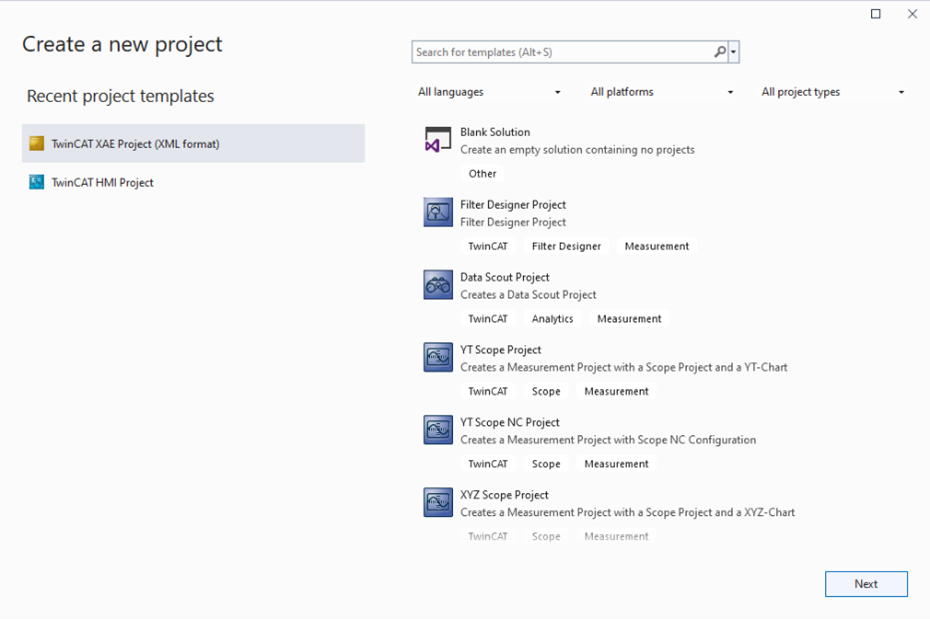 Create a new project
Recent project templates
TwinCAT XAE Project (XML format)
TwinCAT HMI Project
Search for templates (Alt+S)
All languages
All platforms
All project types
Blank Solution
Create an empty solution containing no projects
Other
Filter Designer Project
Filter Designer Project
TwinCAT Filter Designer Measurement
Data Scout Project
Creates a Data Scout Project
TwinCAT Analytics Measurement
YT Scope Project
Creates a Measurement Project with a Scope Project and a YT-Chart
TwinCAT Scope Measurement
YT Scope NC Project
Creates a Measurement Project with Scope NC Configuration
TwinCAT Scope Measurement
XYZ Scope Project
Creates a Measurement Project with a Scope Project and a XYZ-Chart
TwinCAT Scope Measurement
Next